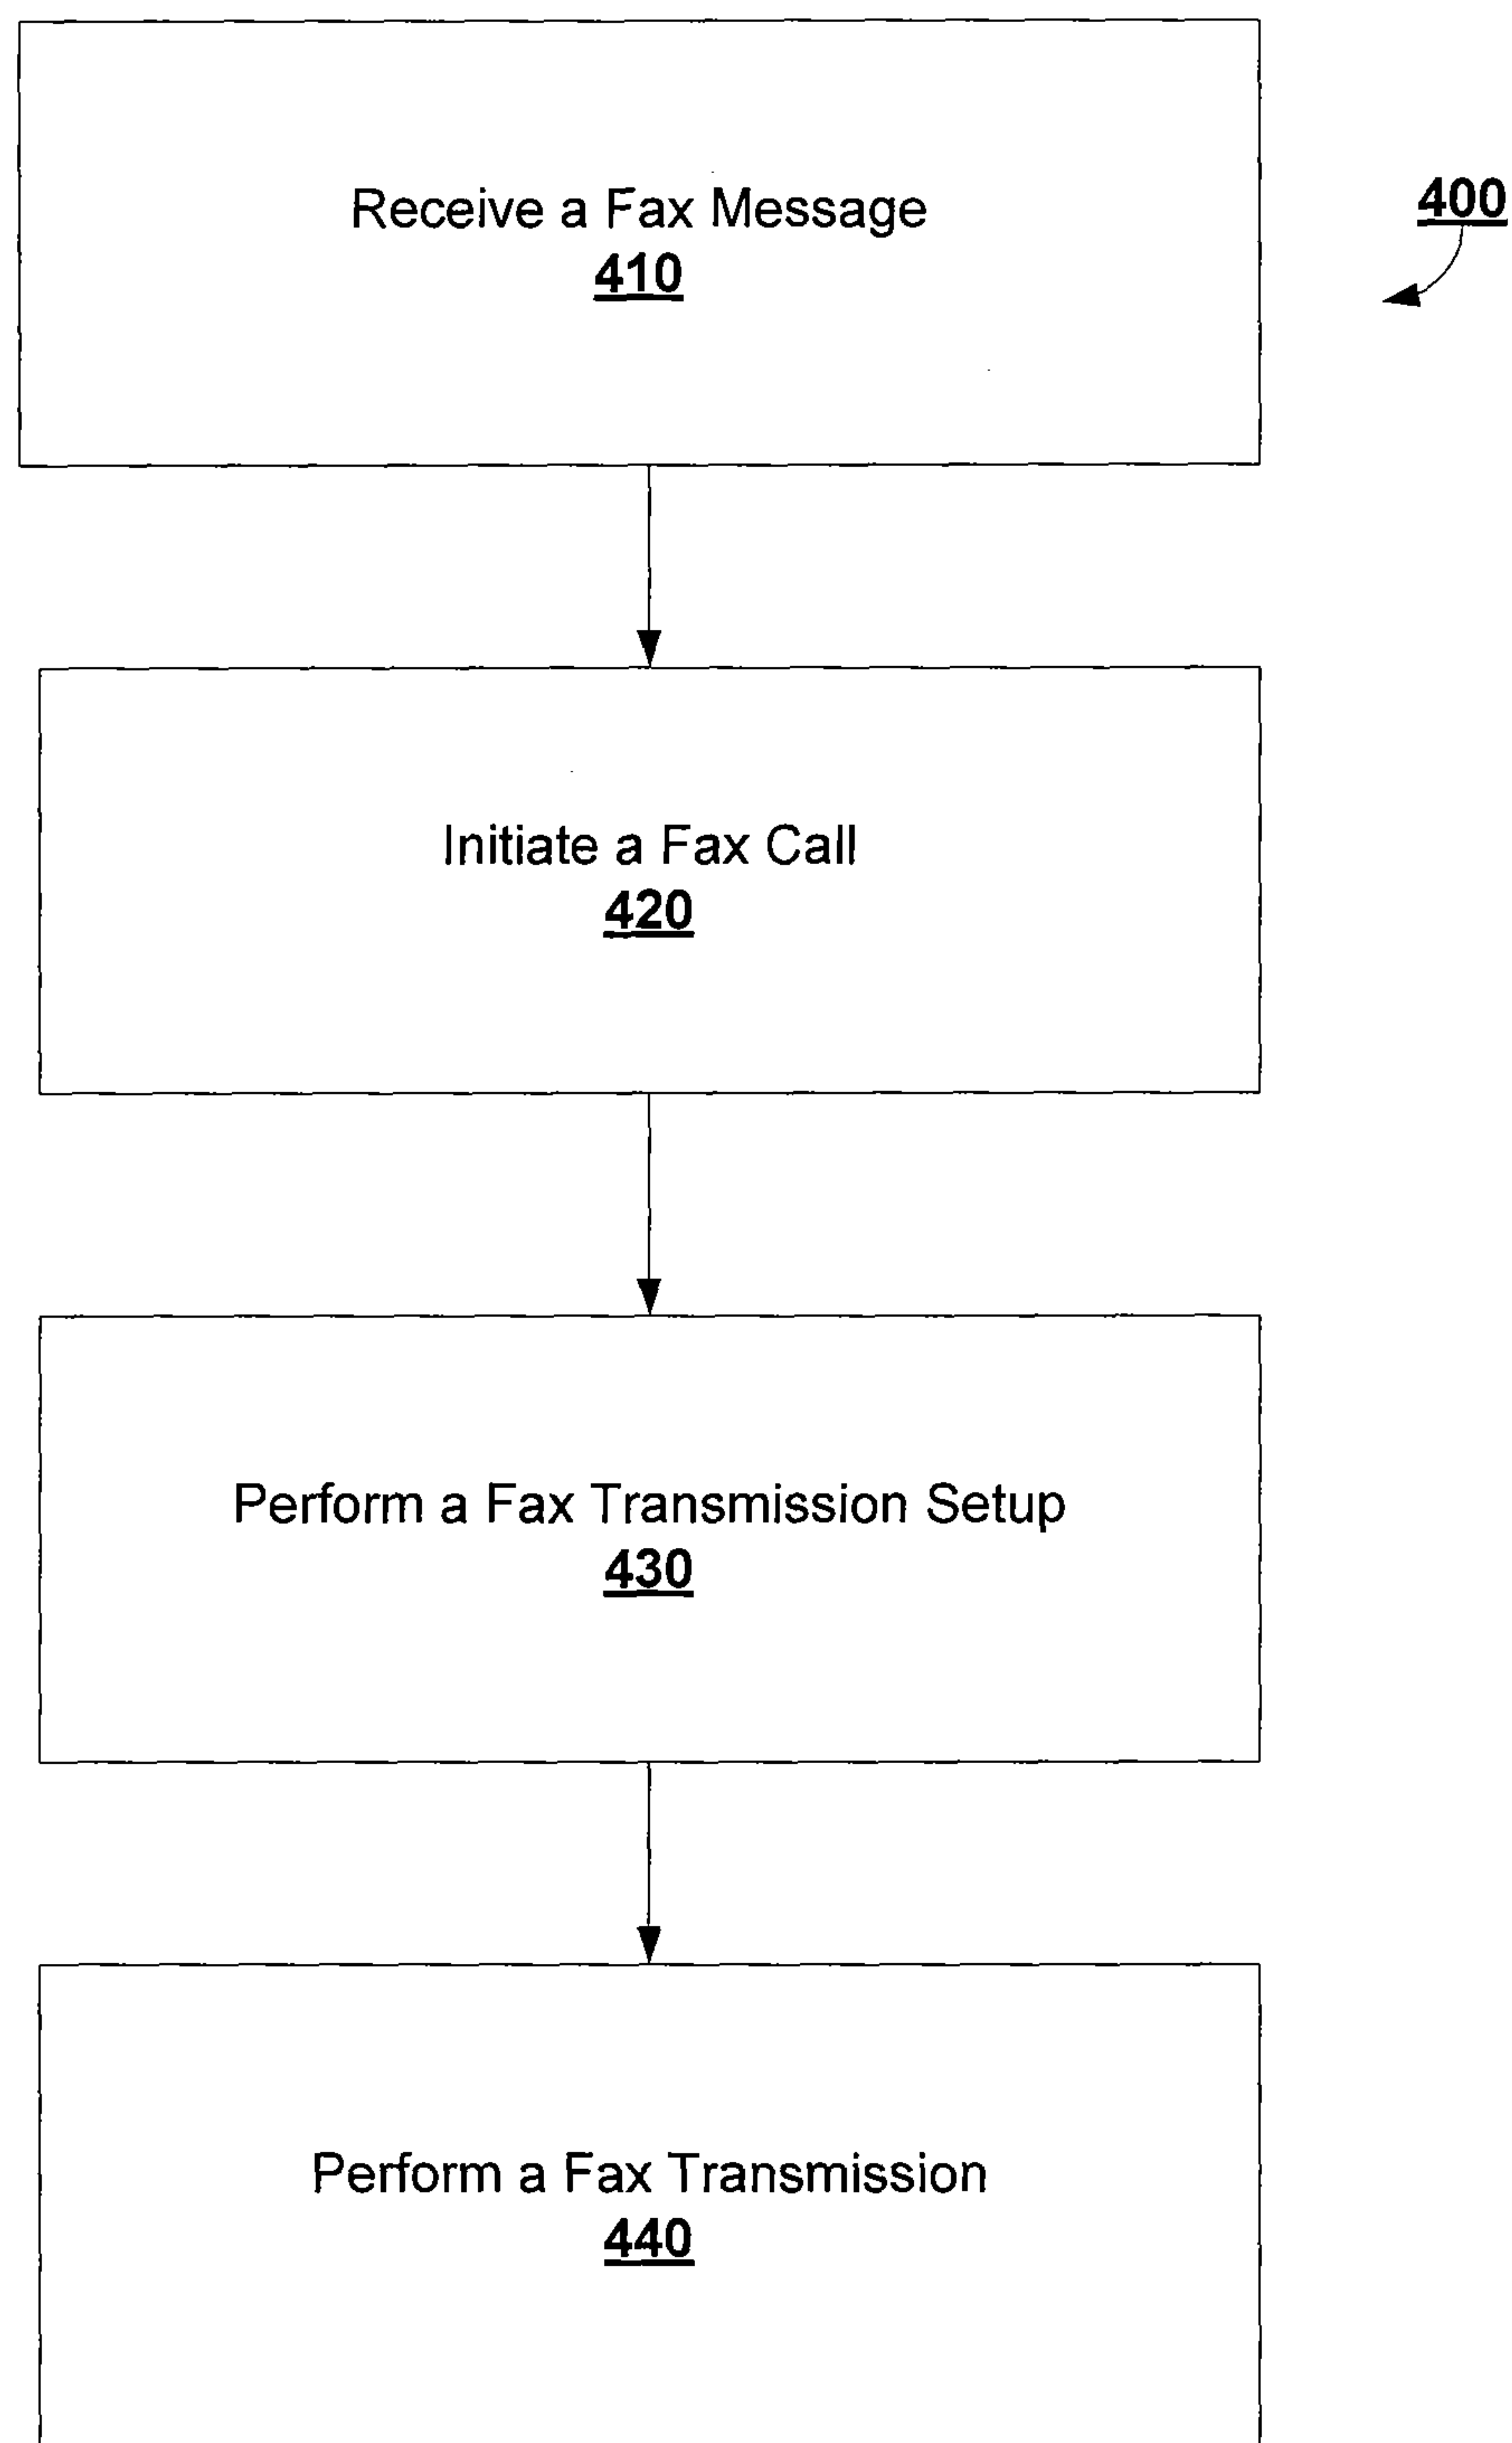 Receive a Fax Message
410
400
Initiate a Fax Call
420
Perform a Fax Transmission Setup
430
Perform a Fax Transmission
440